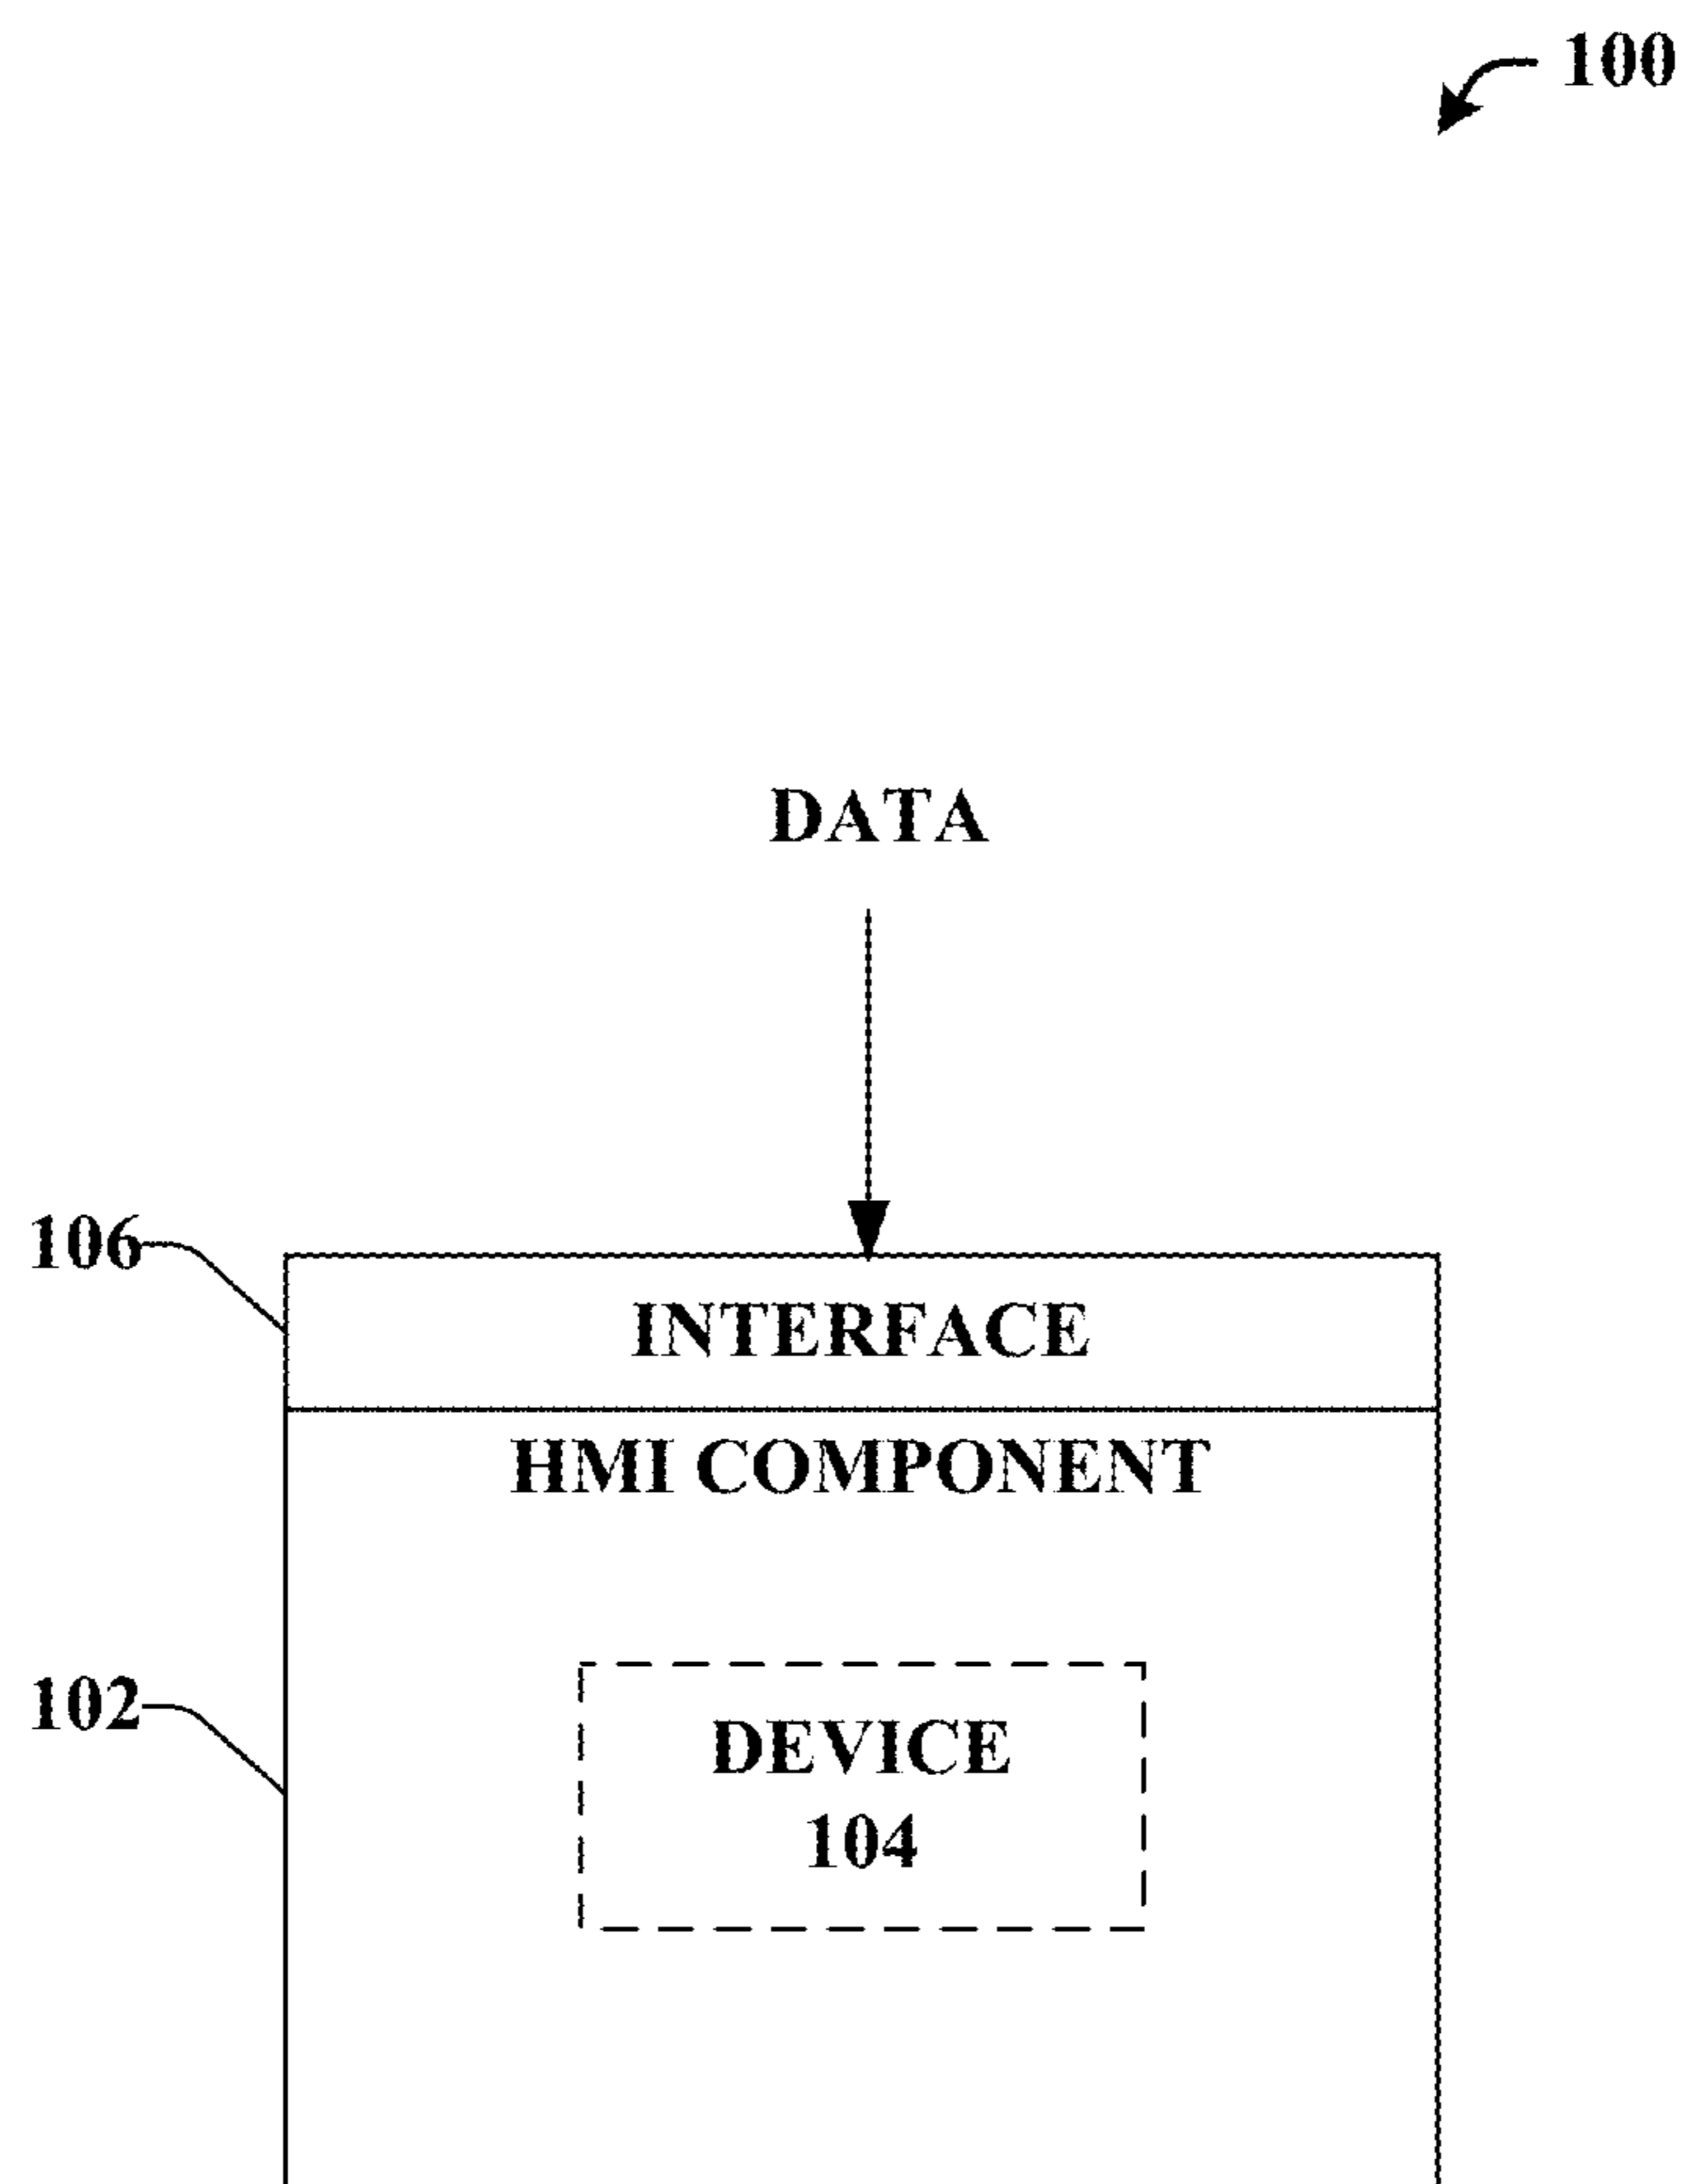 100
DATA
106
INTERFACE
HMI COMPONENT
102
DEVICE
104